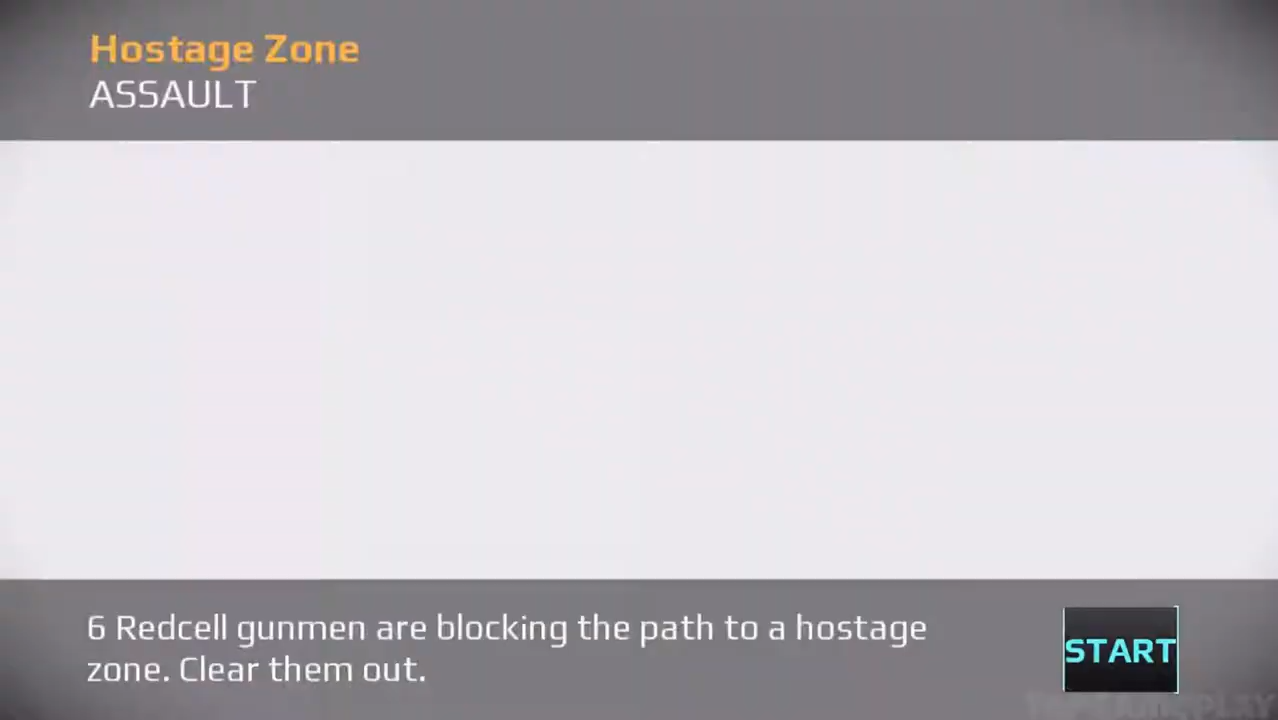 Hostage Zone
ASSAULT
6 Redcell gunmen are blocking the path to a hostage
zone. Clear them out.
START